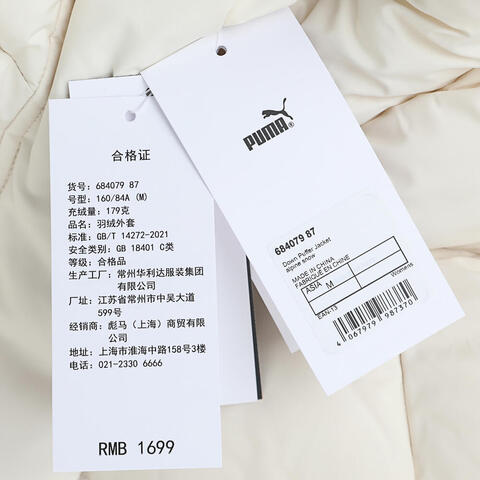 合格证
货号：684079 87
号型：160/84A (M)
充绒量：179克
品名：羽绒外套
标准：GB/T 14272-2021
安全类别：GB 18401 C类
等级：合格品
生产工厂：常州华利达服装集团
有限公司
厂址：江苏省常州市中吴大道
599号
经销商：彪马（上海）商贸有限
公司
地址：上海市淮海中路158号3楼
电话：021-2330 6666
RMB 1699
PUMA®
684079 87
Down Puffer Jacket
alpine snow
MADE IN CHINA
FABRIQUÉ EN CHINE
Womens
ASIA M
EAN-13
4 067979 987370